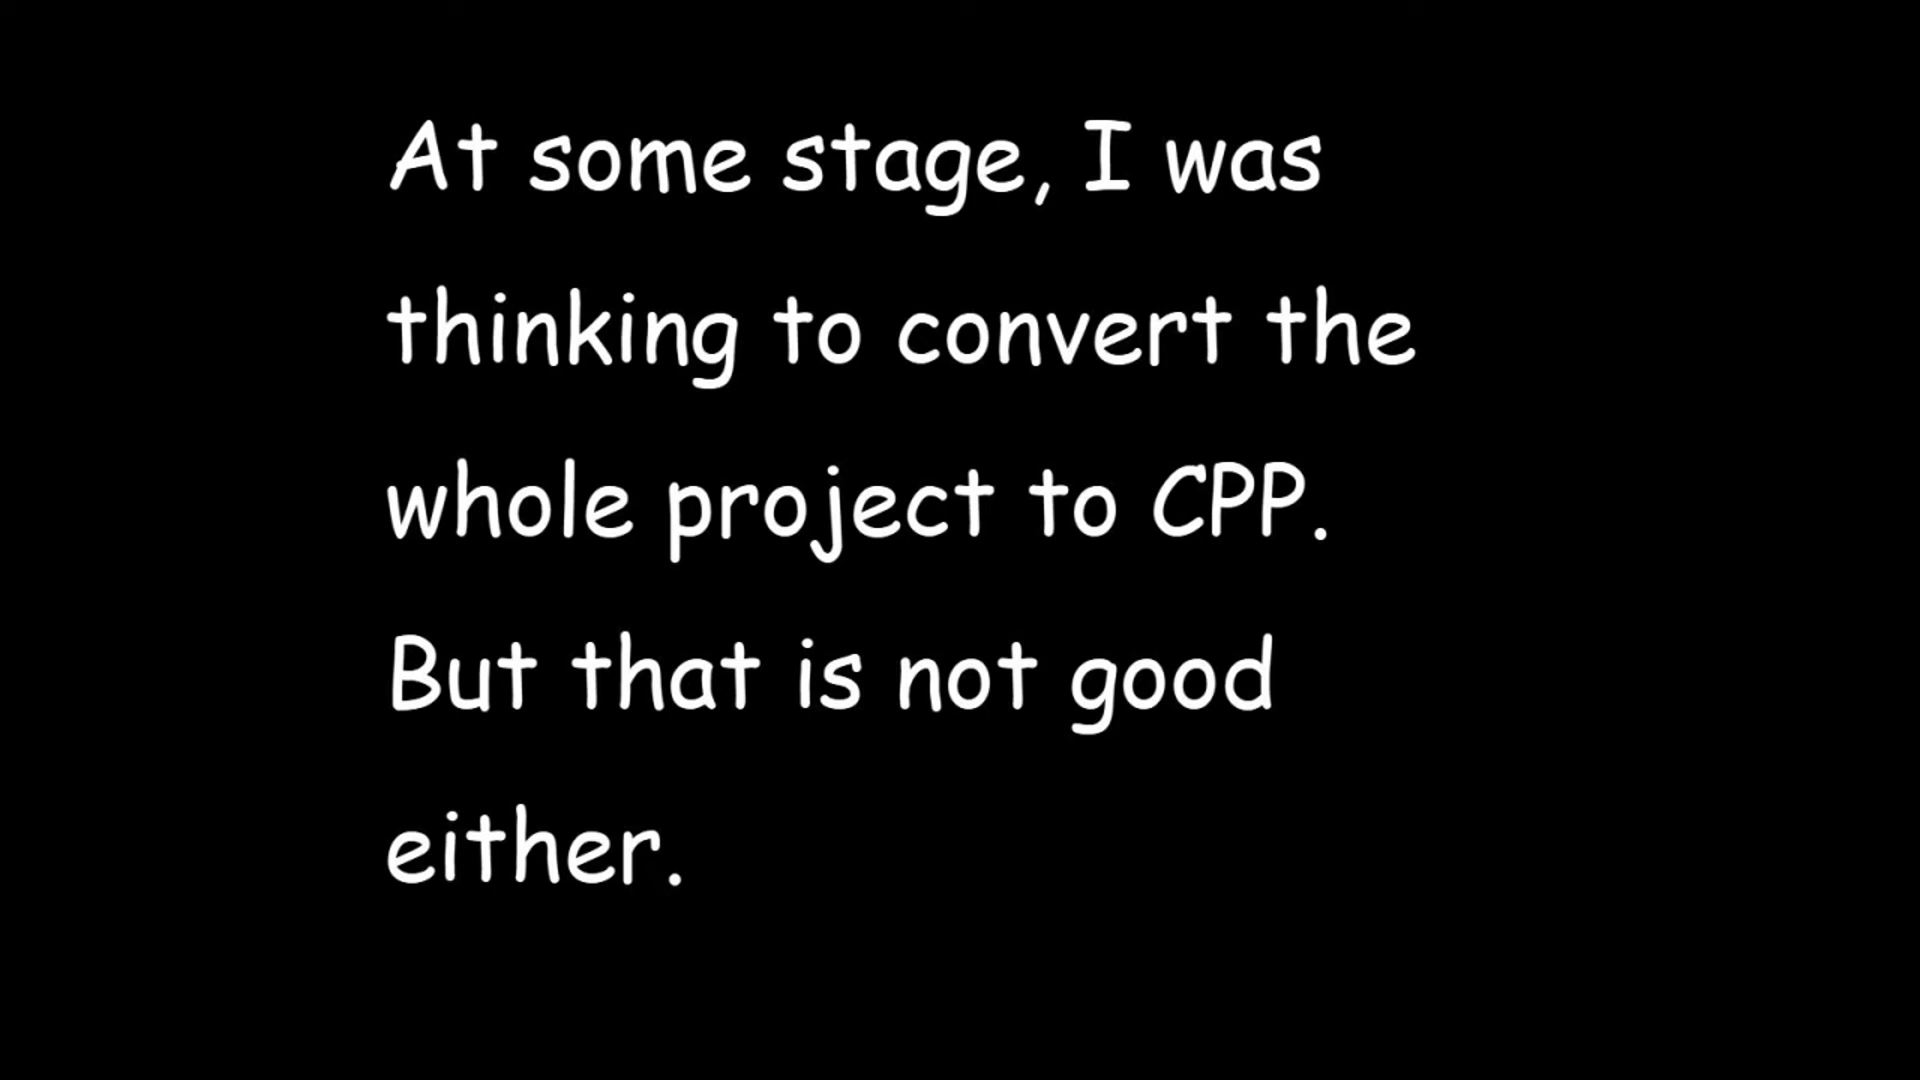 At some stage, I was
thinking to convert the
whole project to CPP.
But that is not good
either.